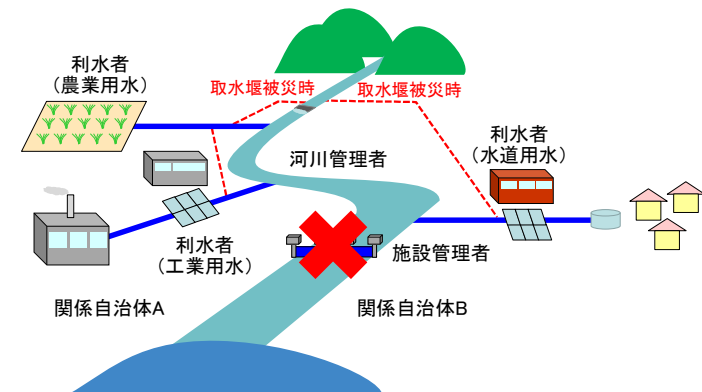 利水者
(農業用水)
取水堰被災時
取水堰被災時
利水者
(水道用水)
河川管理者
利水者
(工業用水)
施設管理者
関係自治体A
関係自治体B